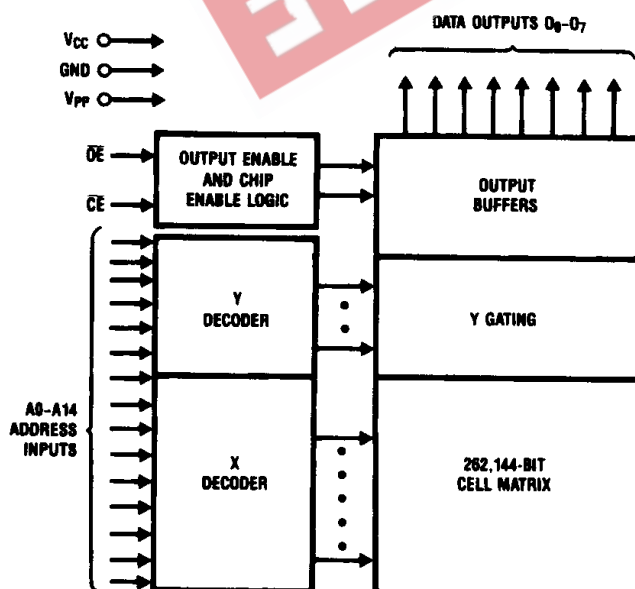 VCC
GND
VPP
DATA OUTPUTS O0-O7
OE
CE
OUTPUT ENABLE
AND CHIP
ENABLE LOGIC
OUTPUT
BUFFERS
Y
DECODER
Y GATING
A0-A14
ADDRESS
INPUTS
X
DECODER
262,144-BIT
CELL MATRIX